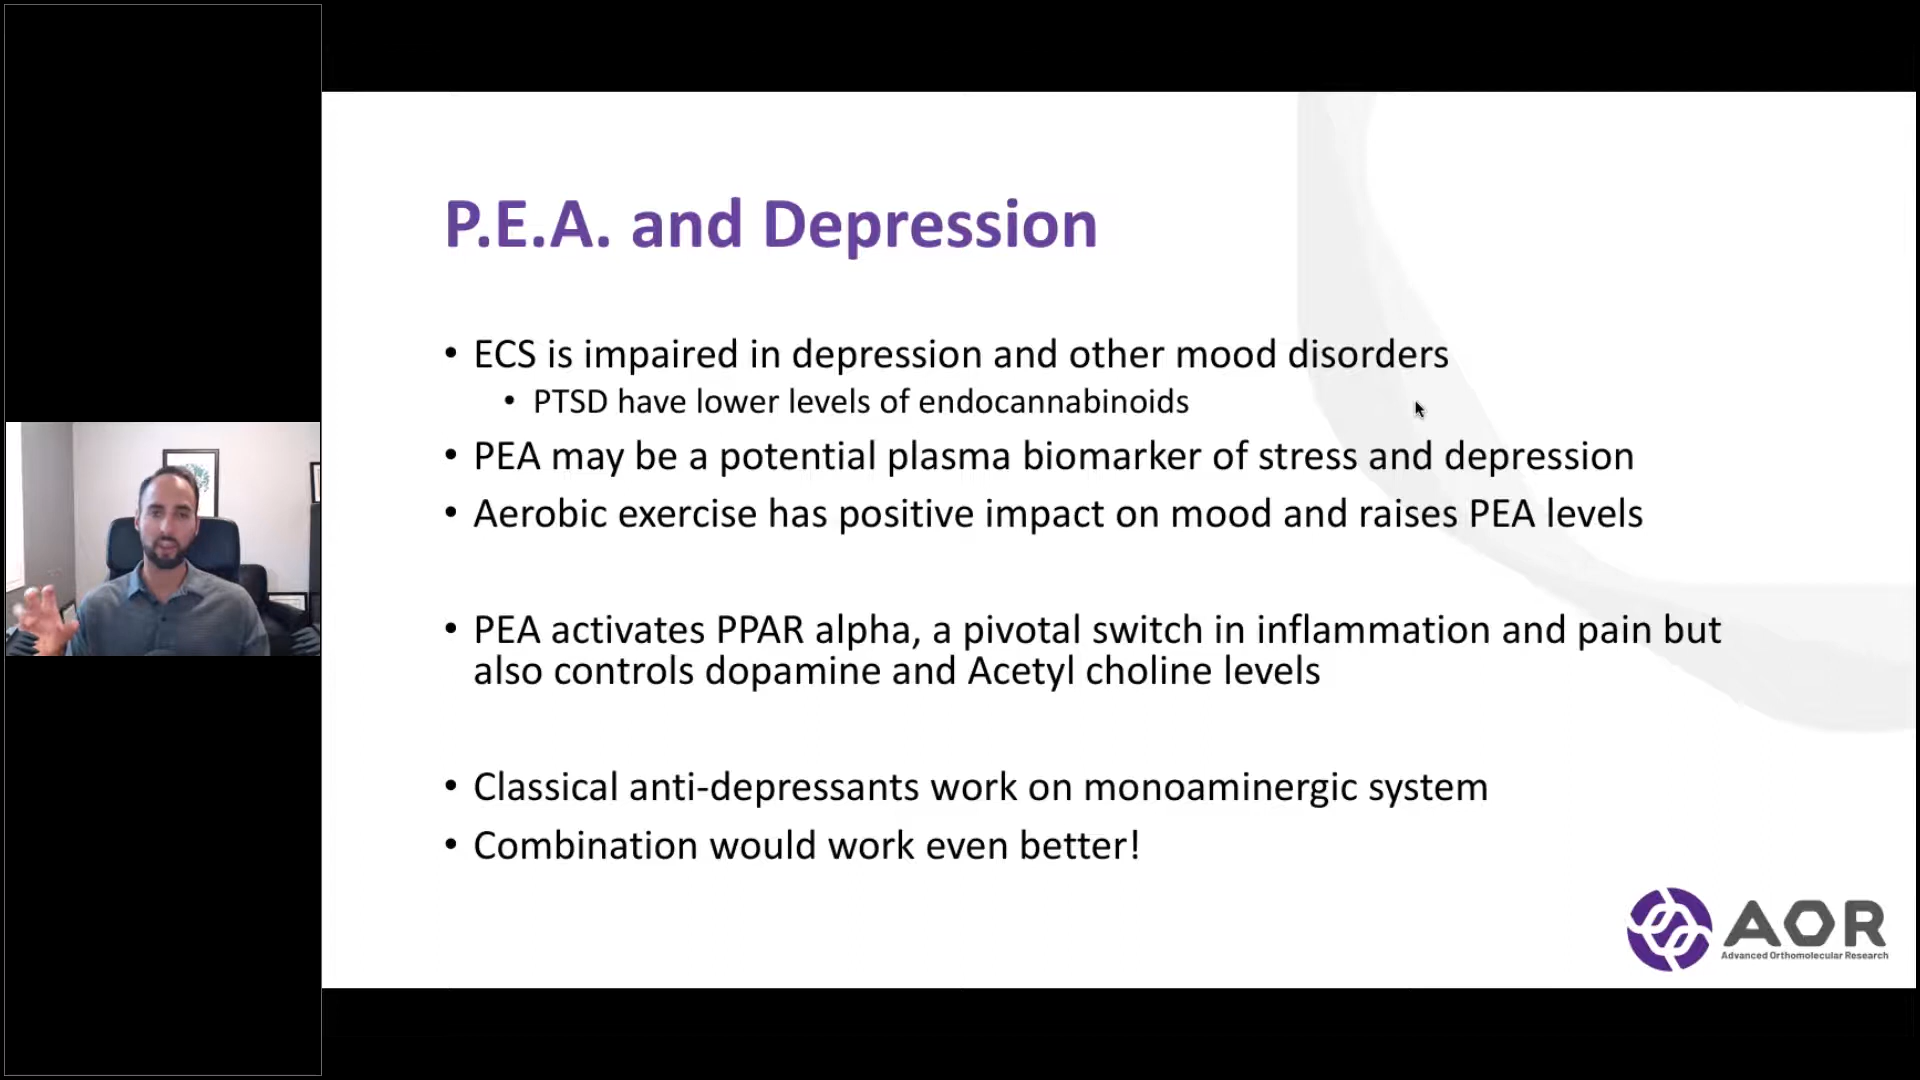 P.E.A. and Depression
• ECS is impaired in depression and other mood disorders
• PTSD have lower levels of endocannabinoids
• PEA may be a potential plasma biomarker of stress and depression
• Aerobic exercise has positive impact on mood and raises PEA levels
• PEA activates PPAR alpha, a pivotal switch in inflammation and pain but
also controls dopamine and Acetyl choline levels
• Classical anti-depressants work on monoaminergic system
• Combination would work even better!
AOR
Advanced Orthomolecular Research